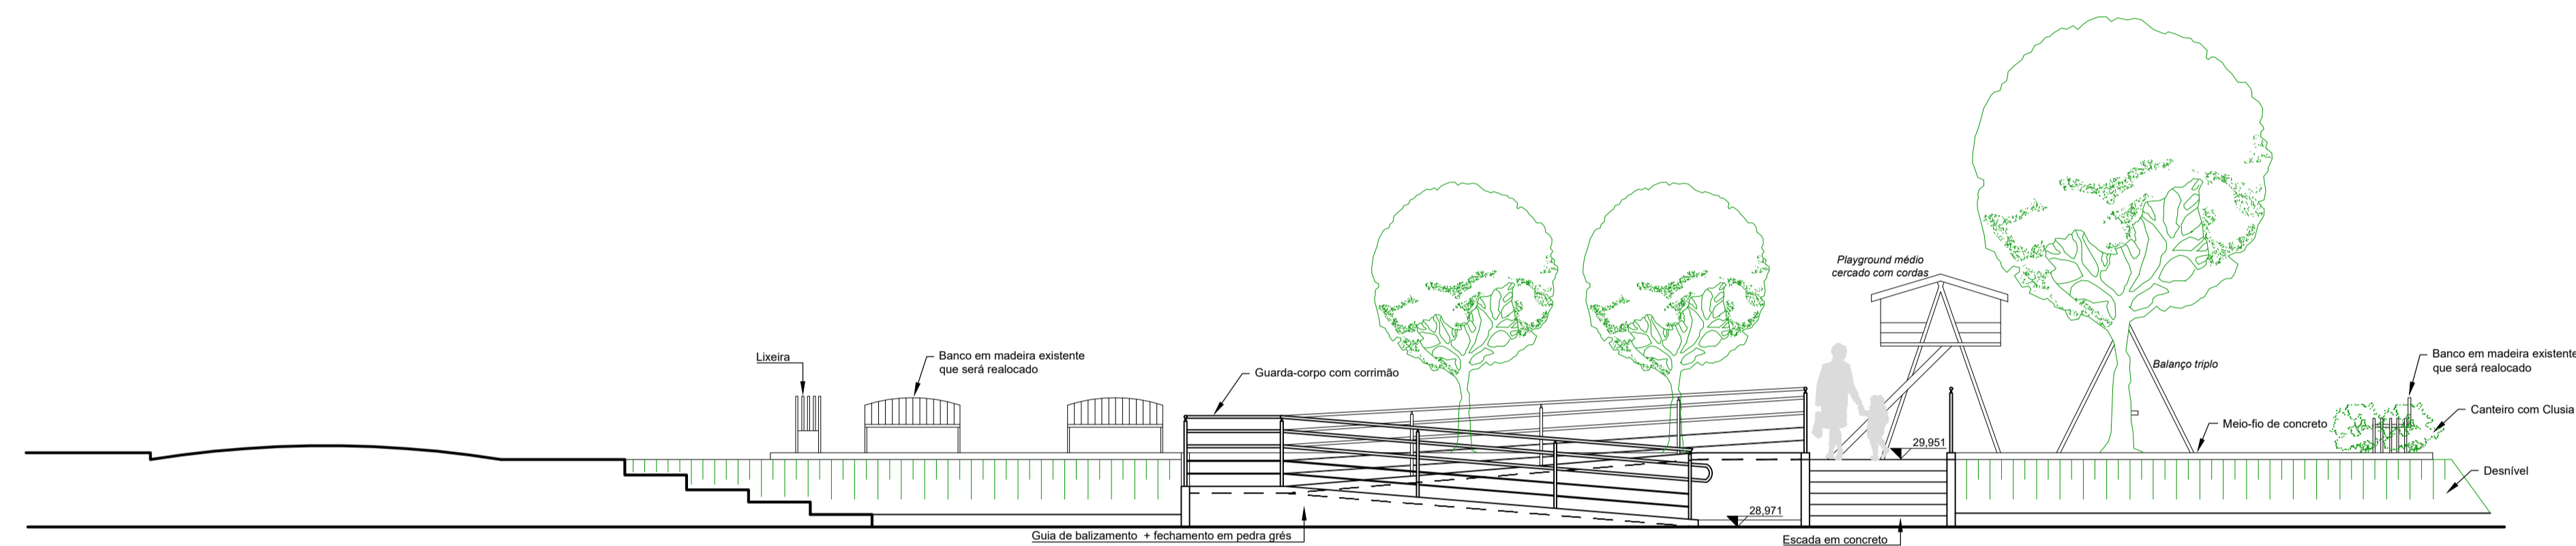 Playground médio
cercado com cordas
Lixeira
Banco em madeira existente
que será realocado
Guarda-corpo com corrimão
Balanço triplo
Banco em madeira existente
que será realocado
Canteiro com Clusia
Meio-fio de concreto
29,951
Desnível
28,971
Guia de balizamento + fechamento em pedra grés
Escada em concreto